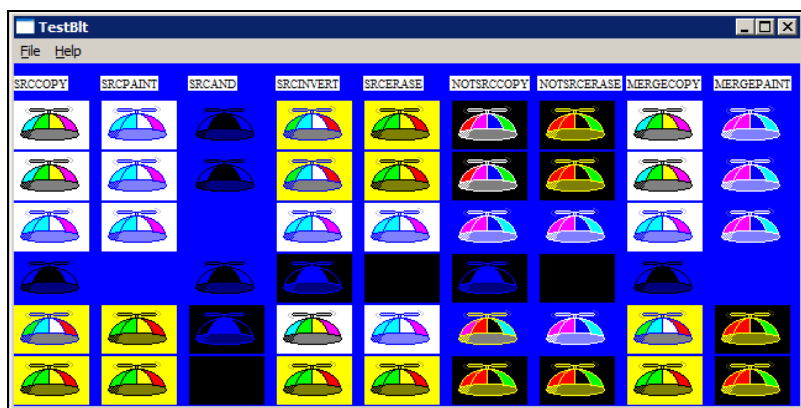 TestBlt
File Help
SRCCOPY SRCPAINT SRCAND SRCINVERT SRCERASE NOTSRCCOPY NOTSRCERASE MERGECOPY MERGEPAINT